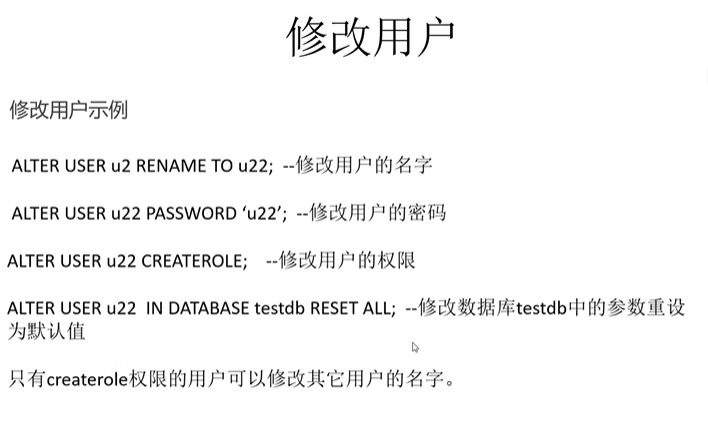 修改用户
修改用户示例
ALTER USER u2 RENAME TO u22;  --修改用户的名字
ALTER USER u22 PASSWORD ‘u22’;  --修改用户的密码
ALTER USER u22 CREATEROLE;    --修改用户的权限
ALTER USER u22  IN DATABASE testdb RESET ALL;  --修改数据库testdb中的参数重设
为默认值
只有createrole权限的用户可以修改其它用户的名字。